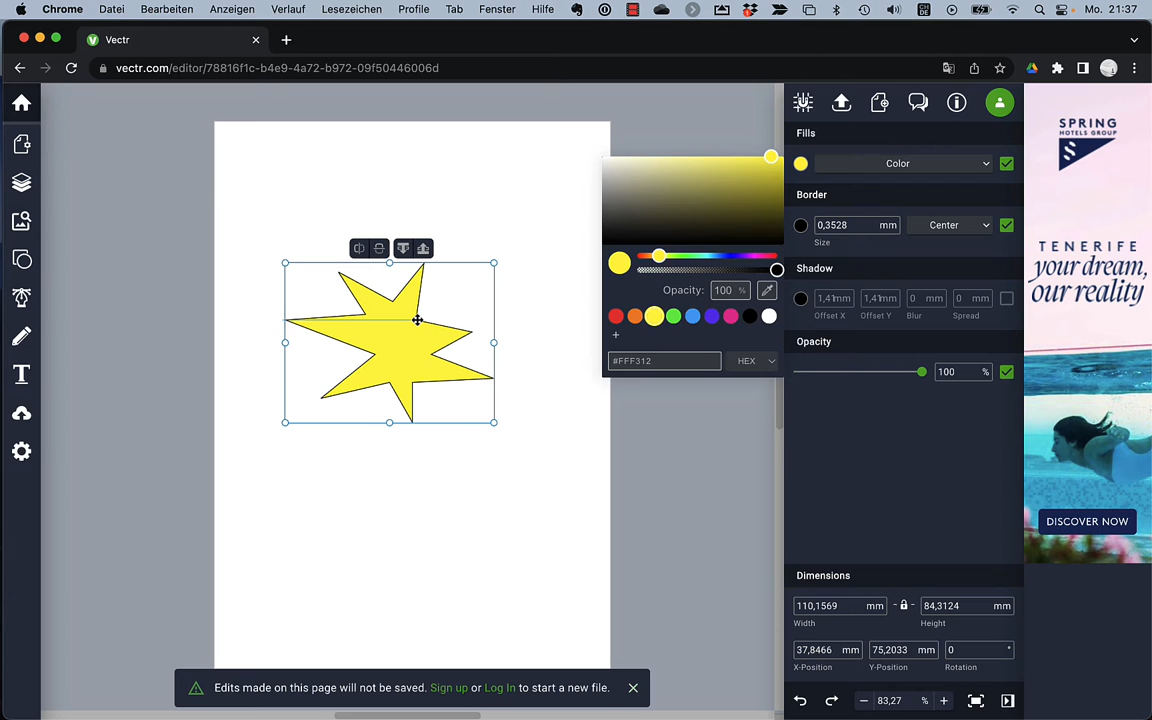 Chrome Datei Bearbeiten Anzeigen Verlauf Lesezeichen Profile Tab Fenster Hilfe CH DE Mo. 21:37
Vectr
vectr.com/editor/78816f1c-b4e9-4a72-b972-09f50446006d
Fills
Color
Border
0,3528 mm Center
Size
Shadow
1,41mm 1,41mm 0 mm 0 mm
Offset X Offset Y Blur Spread
Opacity
100 %
Opacity: 100 %
+
#FFF312 HEX
SPRING
HOTELS GROUP
TENERIFE
your dream,
our reality
DISCOVER NOW
Dimensions
110,1569 mm 84,3124 mm
Width Height
37,8466 mm 75,2033 mm 0 °
X-Position Y-Position Rotation
Edits made on this page will not be saved. Sign up or Log In to start a new file.
83,27 %